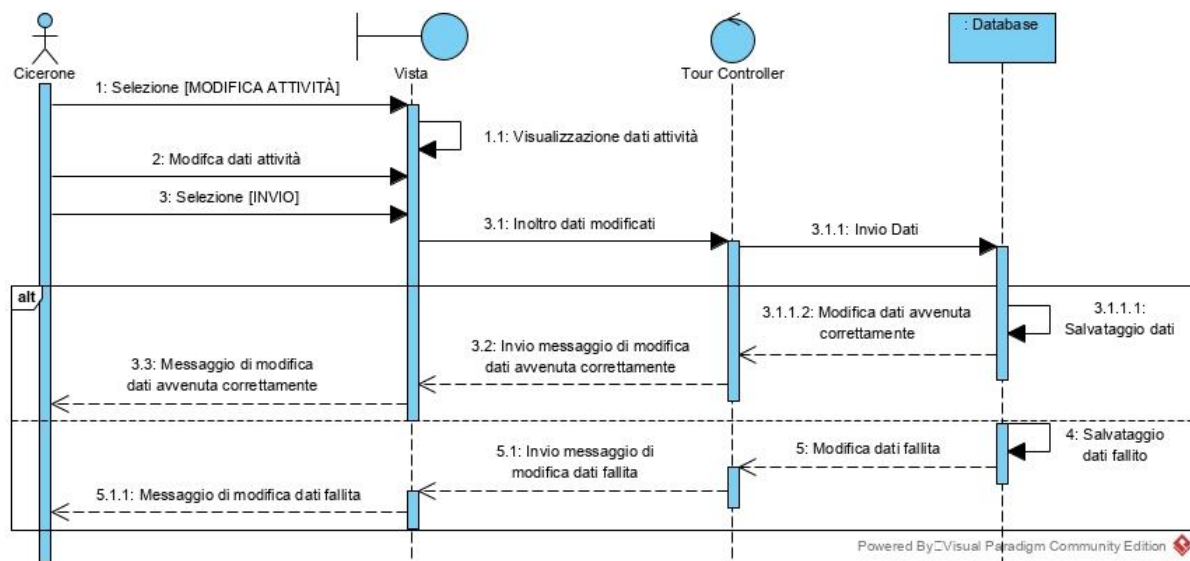 : Database
Cicerone
Vista
Tour Controller
1: Selezione [MODIFICA ATTIVITÀ]
1.1: Visualizzazione dati attività
2: Modifca dati attività
3: Selezione [INVIO]
3.1: Inoltro dati modificati
3.1.1: Invio Dati
alt
3.1.1.1:
Salvataggio dati
3.1.1.2: Modifica dati avvenuta
correttamente
3.2: Invio messaggio di modifica
dati avvenuta correttamente
3.3: Messaggio di modifica
dati avvenuta correttamente
4: Salvataggio
dati fallito
5: Modifica dati fallita
5.1: Invio messaggio di
modifica dati fallita
5.1.1: Messaggio di modifica dati fallita
Powered By Visual Paradigm Community Edition